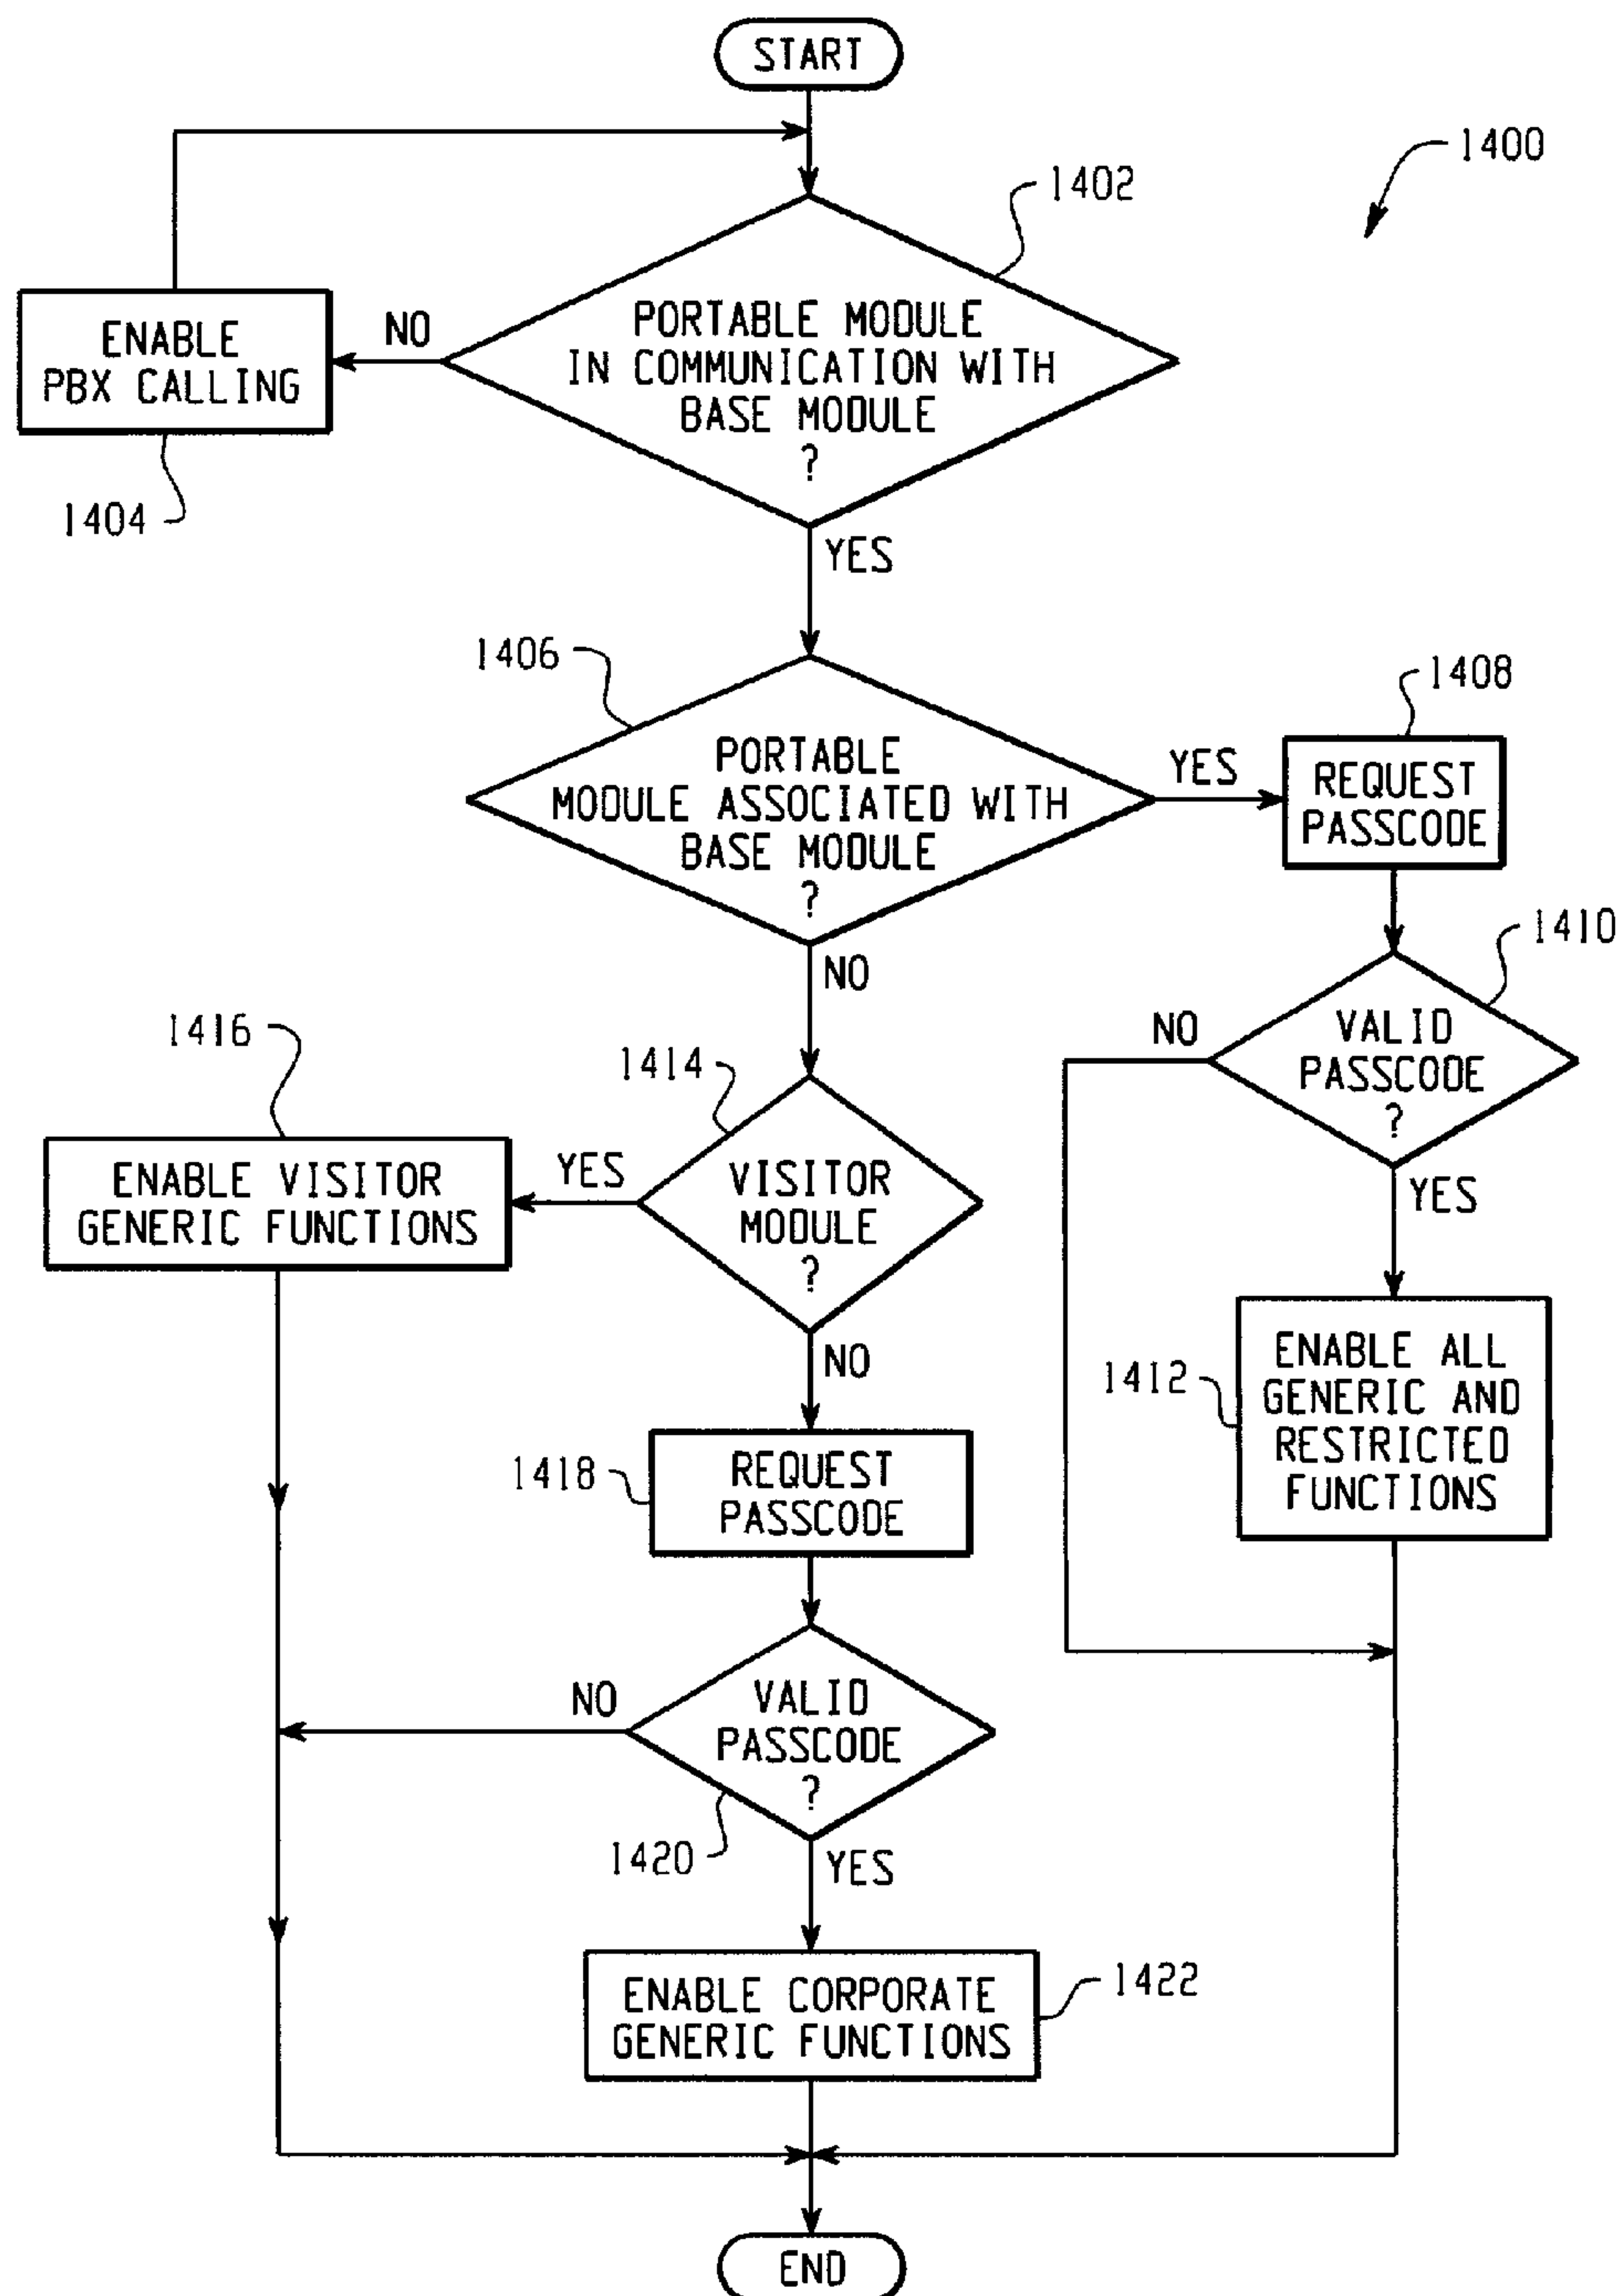 START
1400
1402
PORTABLE MODULE
IN COMMUNICATION WITH
BASE MODULE
?
NO
ENABLE
PBX CALLING
1404
YES
1406
PORTABLE
MODULE ASSOCIATED WITH
BASE MODULE
?
YES
1408
REQUEST
PASSCODE
NO
1410
VALID
PASSCODE
?
NO
YES
1412
ENABLE ALL
GENERIC AND
RESTRICTED
FUNCTIONS
1414
VISITOR
MODULE
?
YES
1416
ENABLE VISITOR
GENERIC FUNCTIONS
NO
1418
REQUEST
PASSCODE
VALID
PASSCODE
?
NO
1420
YES
ENABLE CORPORATE
GENERIC FUNCTIONS
1422
END